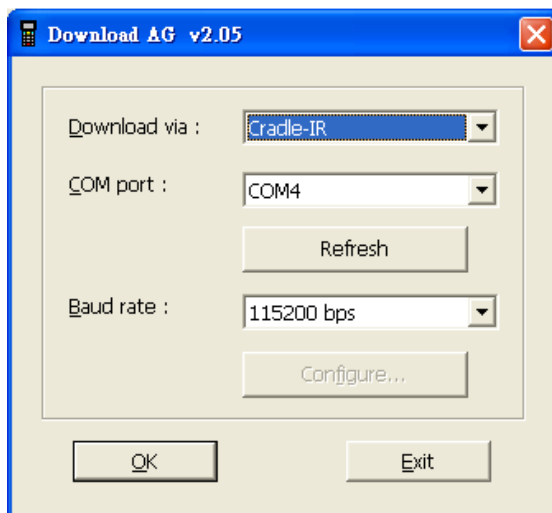 Download AG v2.05
Download via :
Cradle-IR
COM port :
COM4
Refresh
Baud rate :
115200 bps
Configure...
OK
Exit